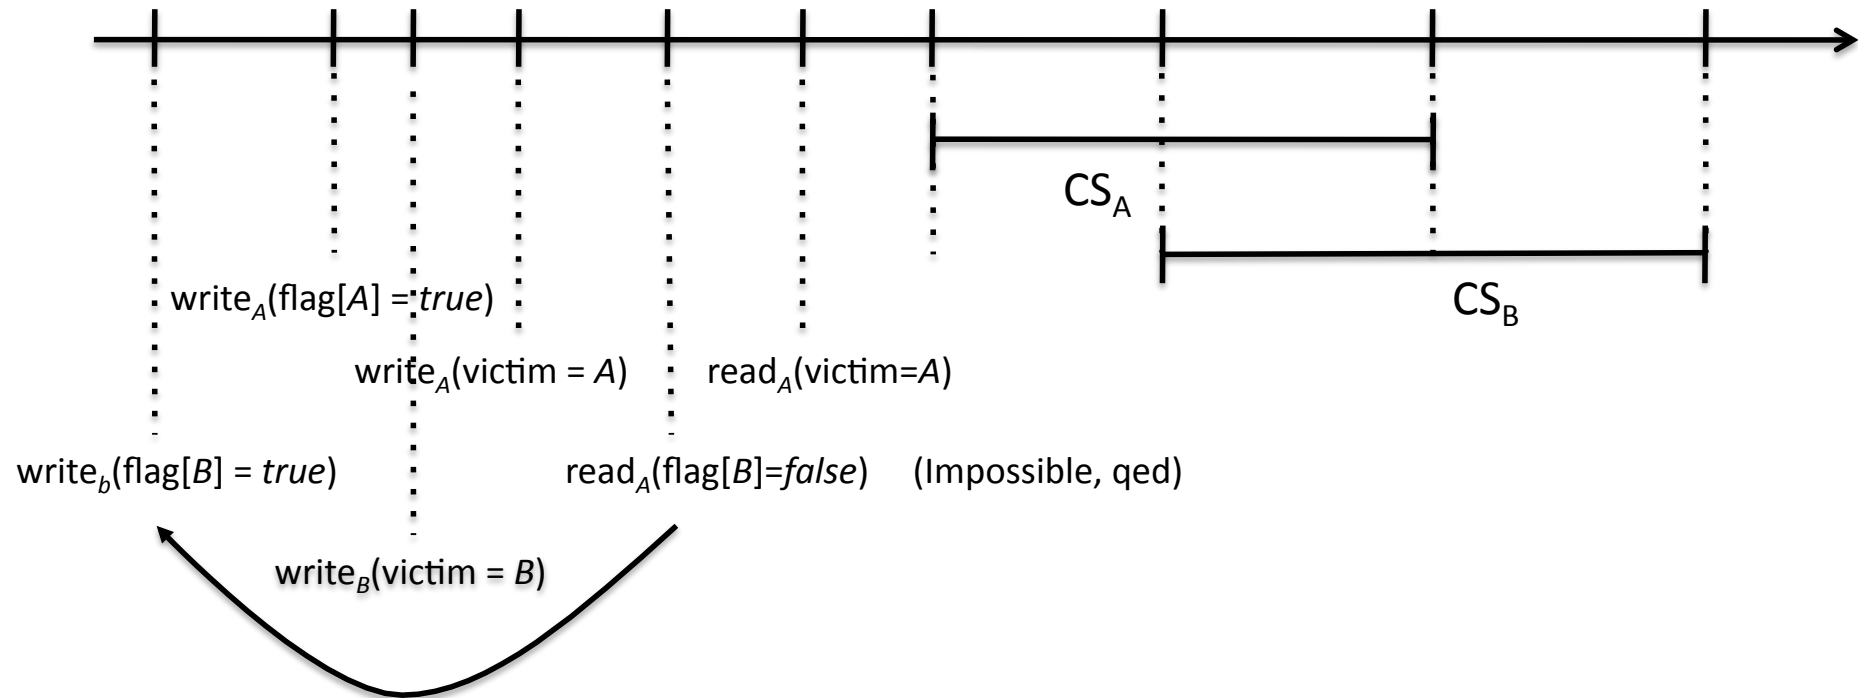 CS_A
write_A(flag[A] = true)
CS_B
write_A(victim = A)
read_A(victim=A)
write_b(flag[B] = true)
read_A(flag[B]=false)
(Impossible, qed)
write_B(victim = B)